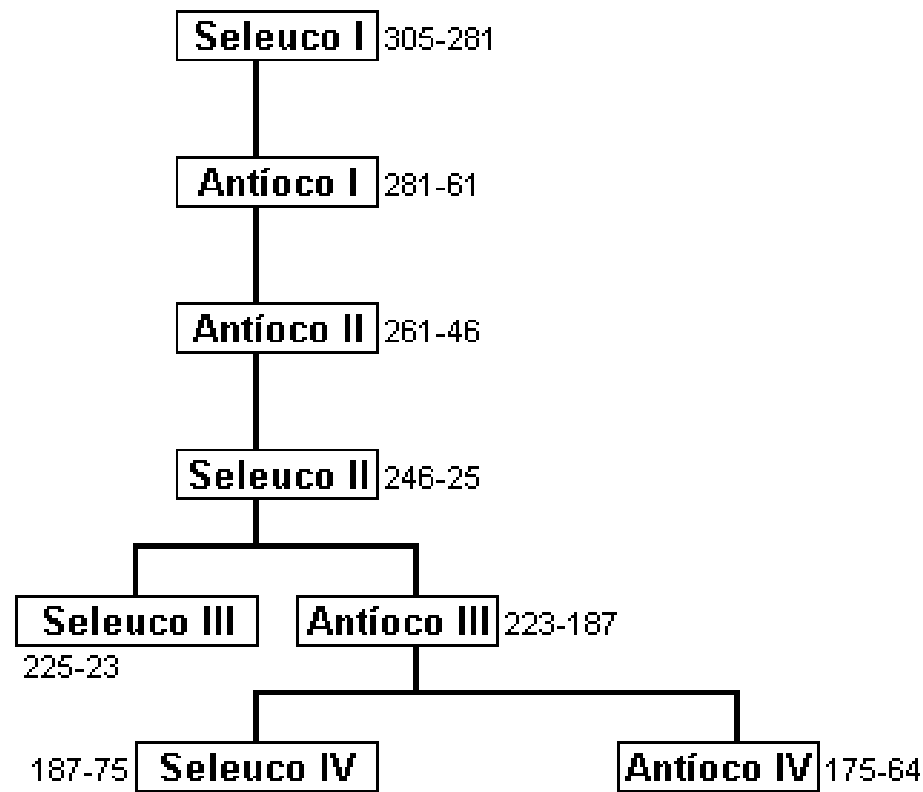 Seleuco I 305-281
Antíoco I 281-61
Antíoco II 261-46
Seleuco II 246-25
Seleuco III Antíoco III 223-187
225-23
187-75 Seleuco IV Antíoco IV 175-64